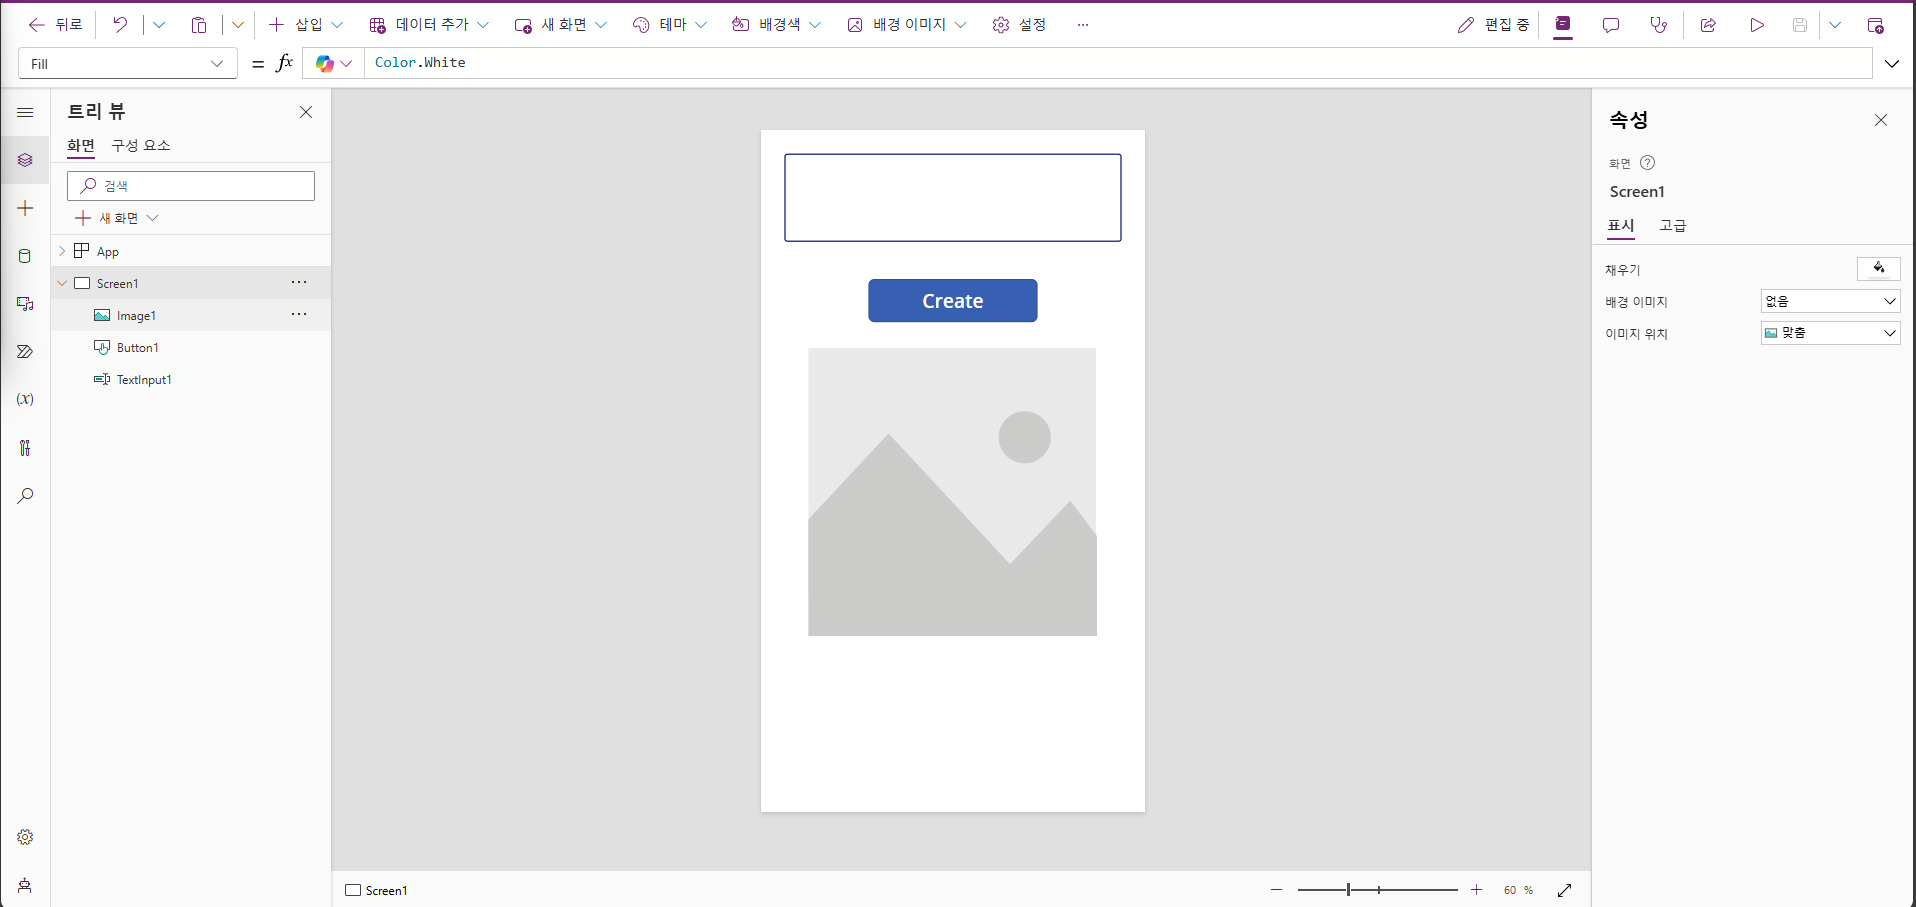 뒤로 삽입 데이터 추가 새 화면 테마 배경색 배경 이미지 설정 ··· 편집 중
Fill = fx Color.White
트리 뷰
화면 구성 요소
검색
새 화면
App
Screen1 ···
Image1 ···
Button1
TextInput1
(x)
Create
속성
화면 ?
Screen1
표시 고급
채우기
배경 이미지 없음
이미지 위치 맞춤
Screen1 60 %